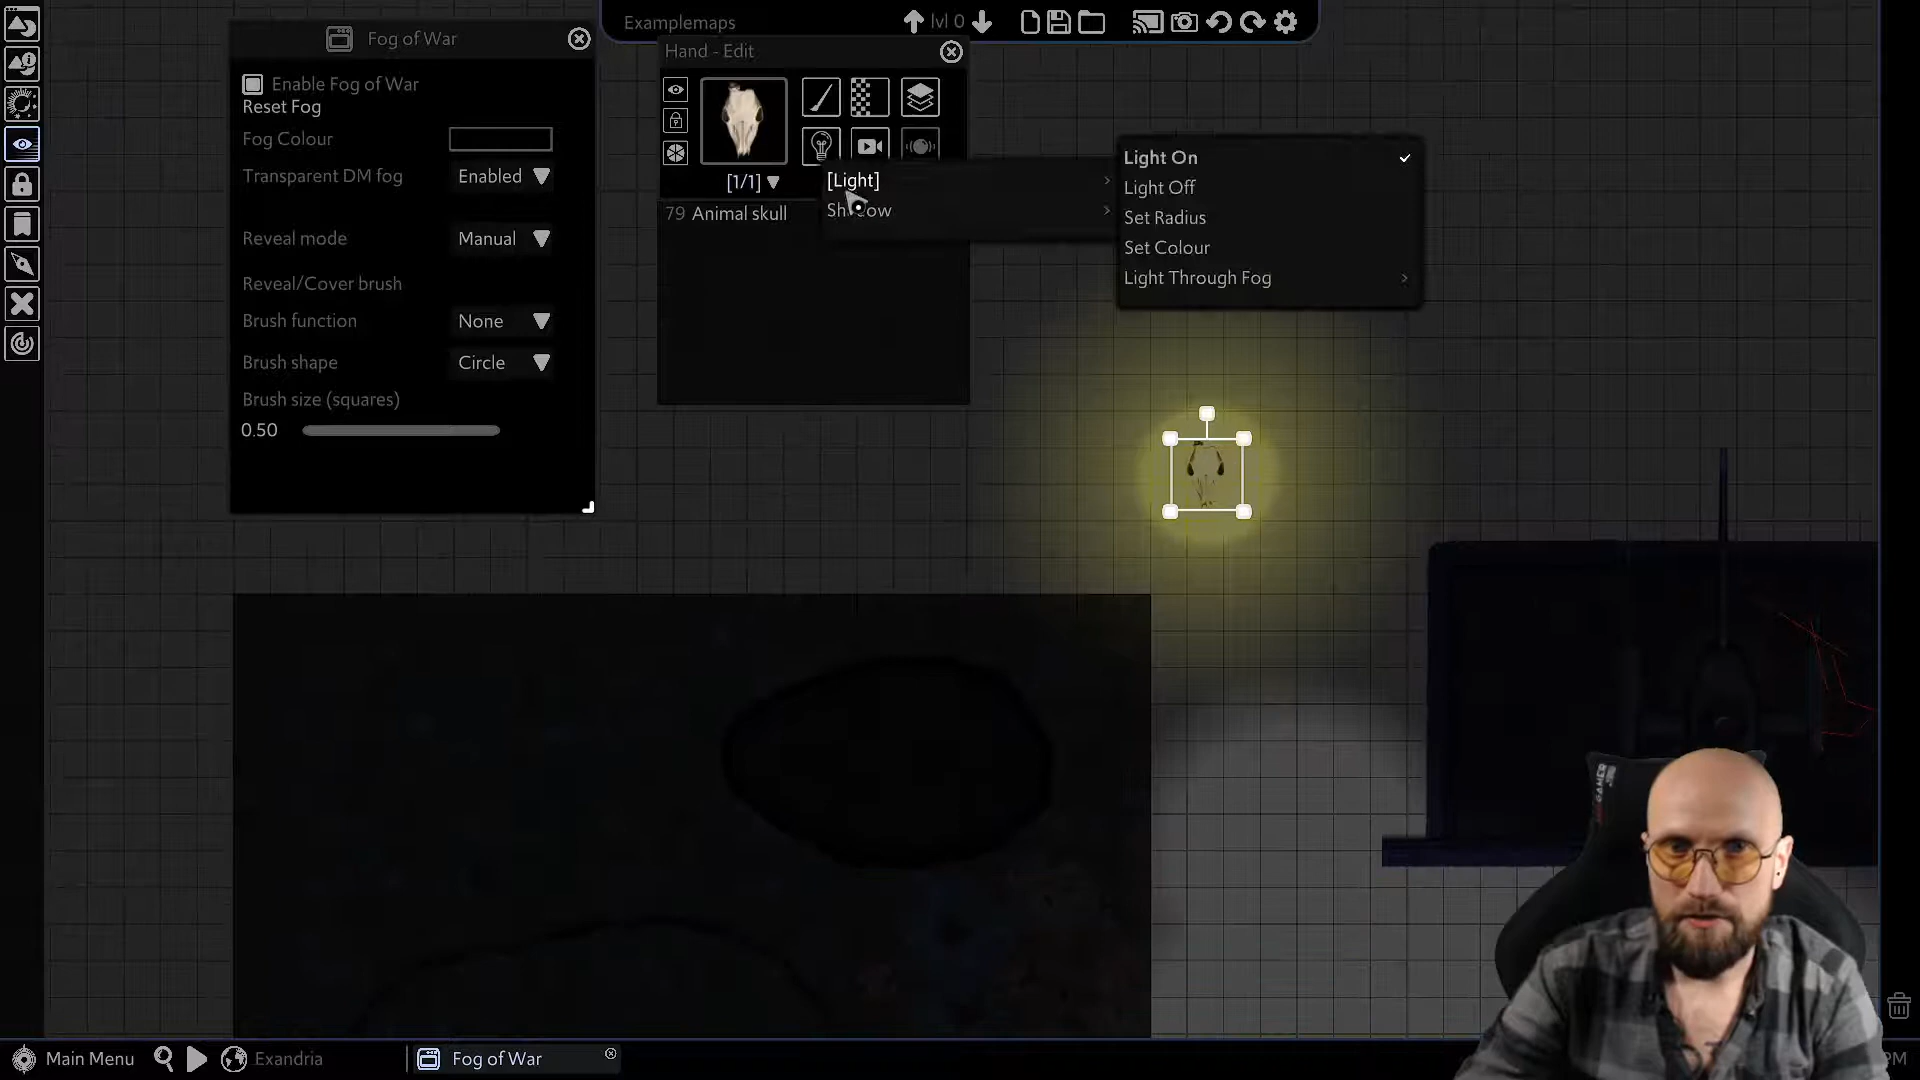 Examplemaps
lvl 0
Fog of War
Enable Fog of War
Reset Fog
Fog Colour
Transparent DM fog Enabled
Reveal mode Manual
Reveal/Cover brush
Brush function None
Brush shape Circle
Brush size (squares)
0.50
Hand - Edit
[1/1]
79 Animal skull
[Light]
Light On
Light Off
Set Radius
Set Colour
Light Through Fog
GAMER
Main Menu
Exandria
Fog of War
PM